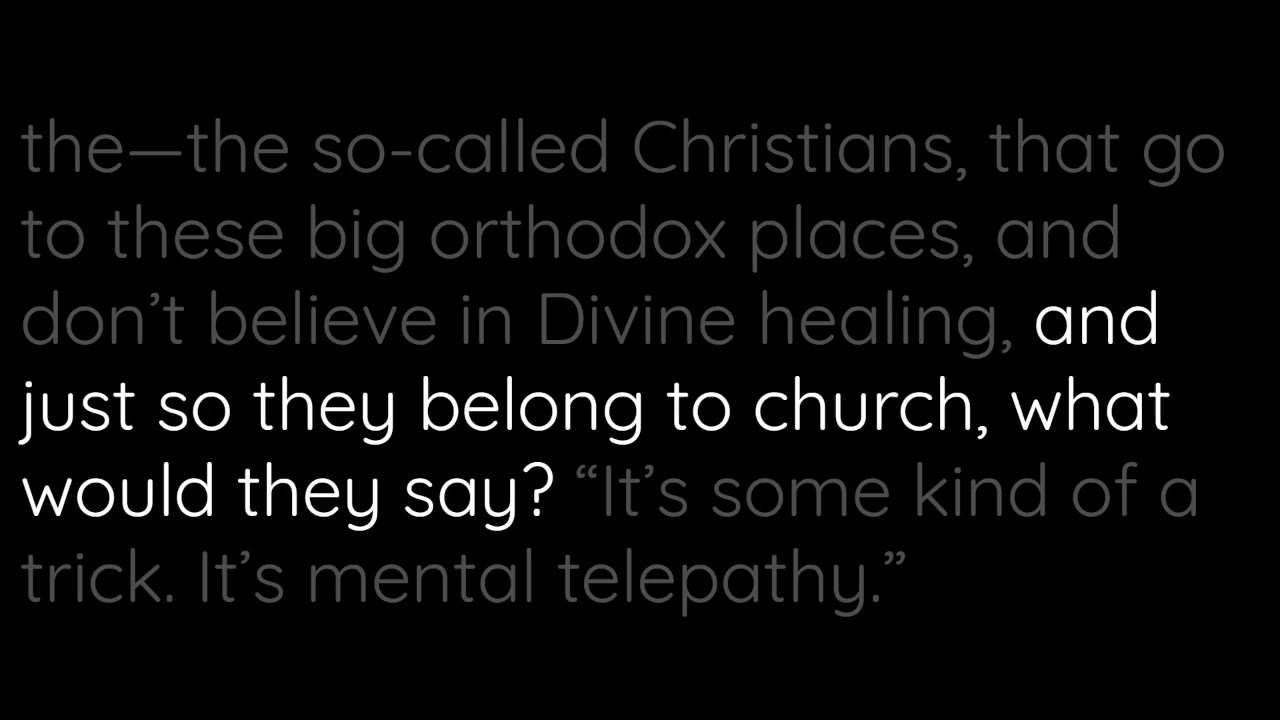 the—the so-called Christians, that go
to these big orthodox places, and
don’t believe in Divine healing, and
just so they belong to church, what
would they say? “It’s some kind of a
trick. It’s mental telepathy.”